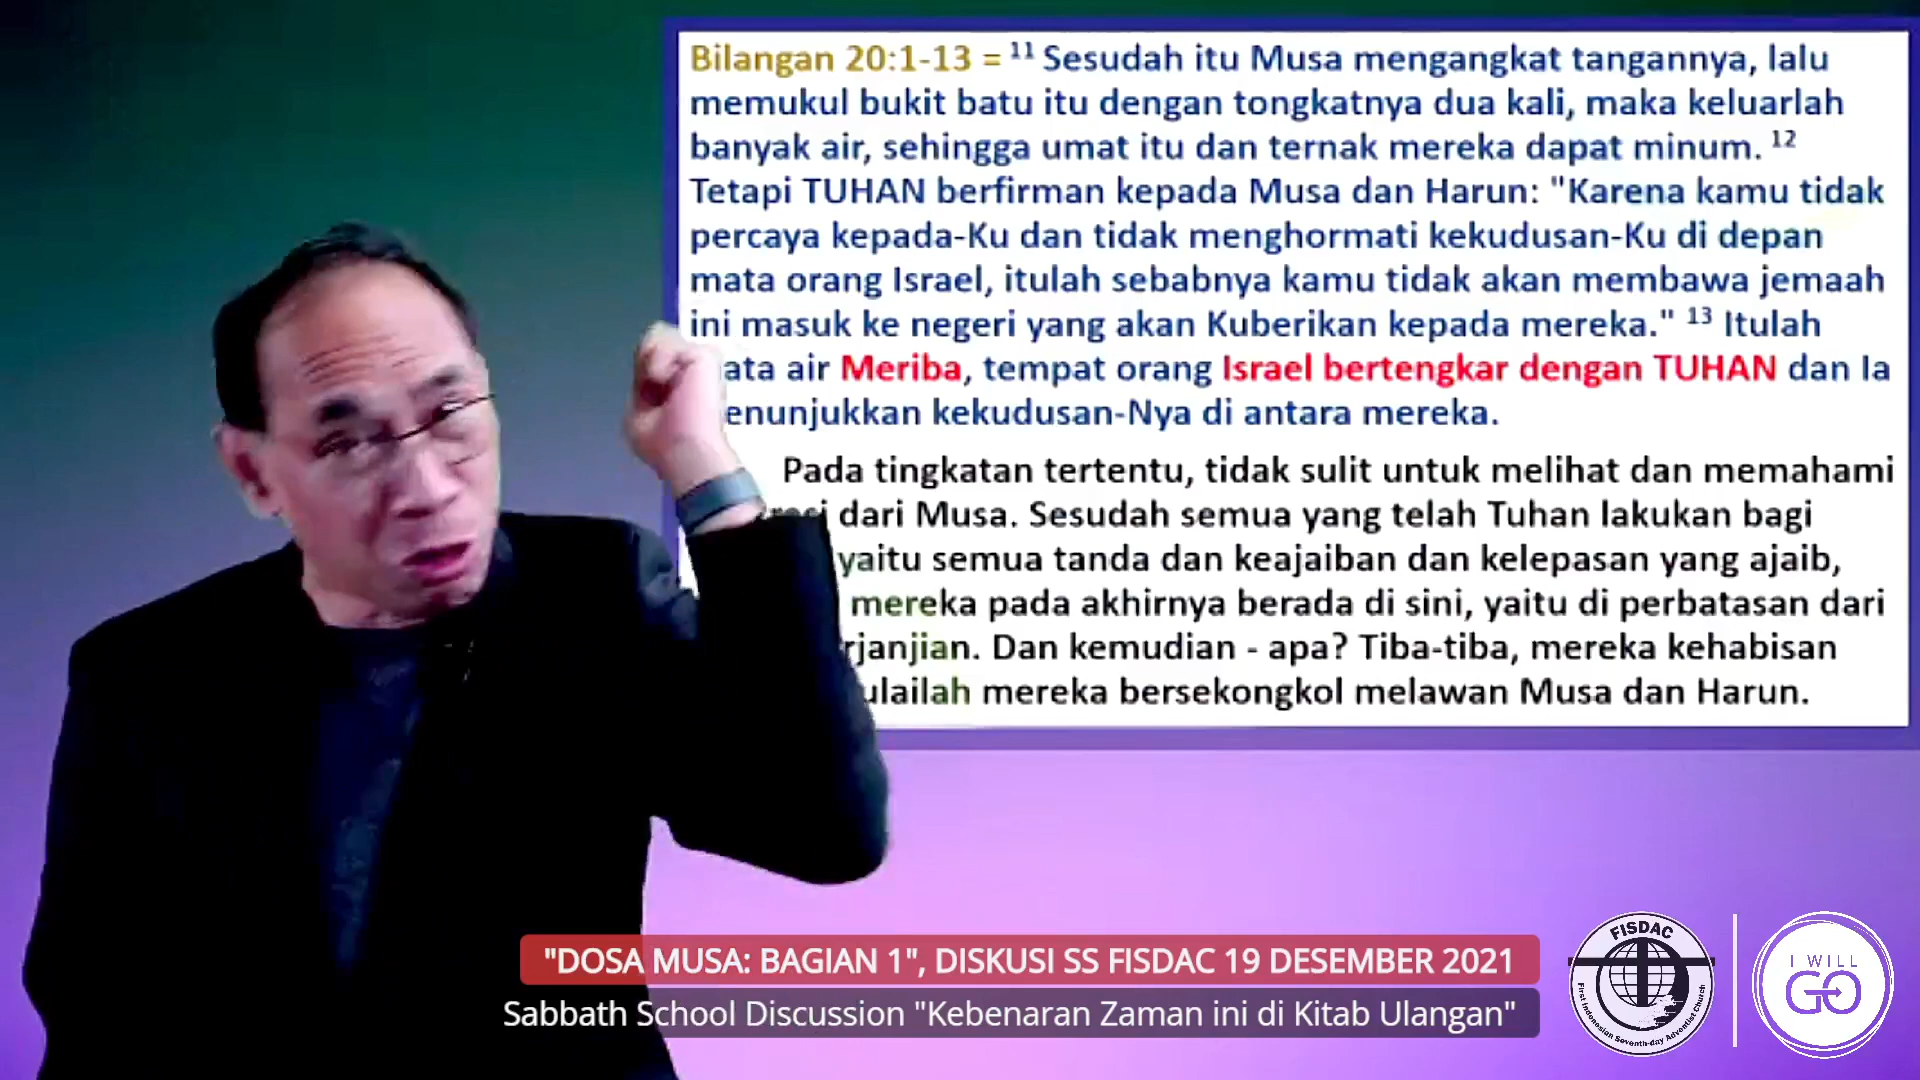 Bilangan 20:1-13 = 11 Sesudah itu Musa mengangkat tangannya, lalu
memukul bukit batu itu dengan tongkatnya dua kali, maka keluarlah
banyak air, sehingga umat itu dan ternak mereka dapat minum. 12
Tetapi TUHAN berfirman kepada Musa dan Harun: "Karena kamu tidak
percaya kepada-Ku dan tidak menghormati kekudusan-Ku di depan
mata orang Israel, itulah sebabnya kamu tidak akan membawa jemaah
ini masuk ke negeri yang akan Kuberikan kepada mereka." 13 Itulah
ata air Meriba, tempat orang Israel bertengkar dengan TUHAN dan Ia
enunjukkan kekudusan-Nya di antara mereka.
Pada tingkatan tertentu, tidak sulit untuk melihat dan memahami
dari Musa. Sesudah semua yang telah Tuhan lakukan bagi
yaitu semua tanda dan keajaiban dan kelepasan yang ajaib,
mereka pada akhirnya berada di sini, yaitu di perbatasan dari
rjanjian. Dan kemudian - apa? Tiba-tiba, mereka kehabisan
ulailah mereka bersekongkol melawan Musa dan Harun.
"DOSA MUSA: BAGIAN 1", DISKUSI SS FISDAC 19 DESEMBER 2021
Sabbath School Discussion "Kebenaran Zaman ini di Kitab Ulangan"
FISDAC
First Indonesian Seventh-day Adventist Church
I WILL
GO